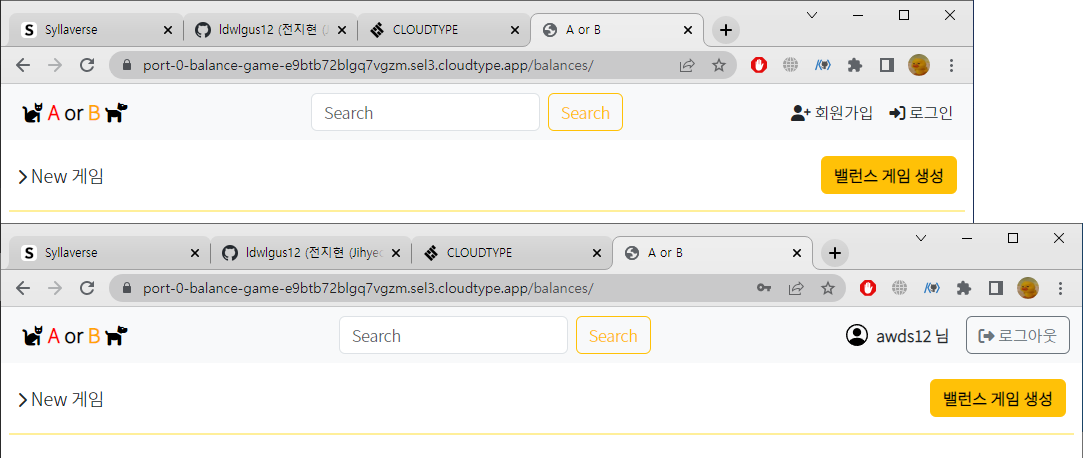 Syllaverse
ldwlgus12 (전지현
CLOUDTYPE
A or B
port-0-balance-game-e9btb72blgq7vgzm.sel3.cloudtype.app/balances/
A or B
Search
Search
회원가입
로그인
New 게임
밸런스 게임 생성
Syllaverse
ldwlgus12 (전지현 (Jihyeo
CLOUDTYPE
A or B
port-0-balance-game-e9btb72blgq7vgzm.sel3.cloudtype.app/balances/
A or B
Search
Search
awds12 님
로그아웃
New 게임
밸런스 게임 생성